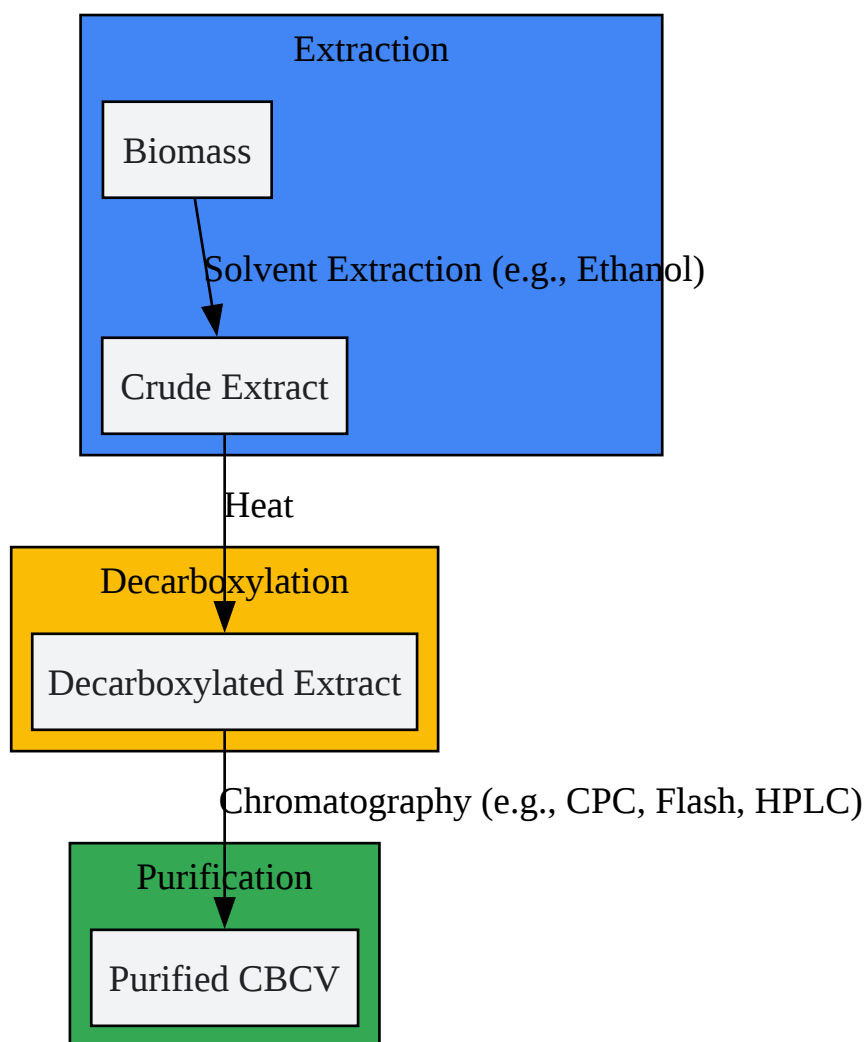 Extraction
Biomass
Solvent Extraction (e.g., Ethanol)
Crude Extract
Heat
Decarboxylation
Decarboxylated Extract
Chromatography (e.g., CPC, Flash, HPLC)
Purification
Purified CBCV